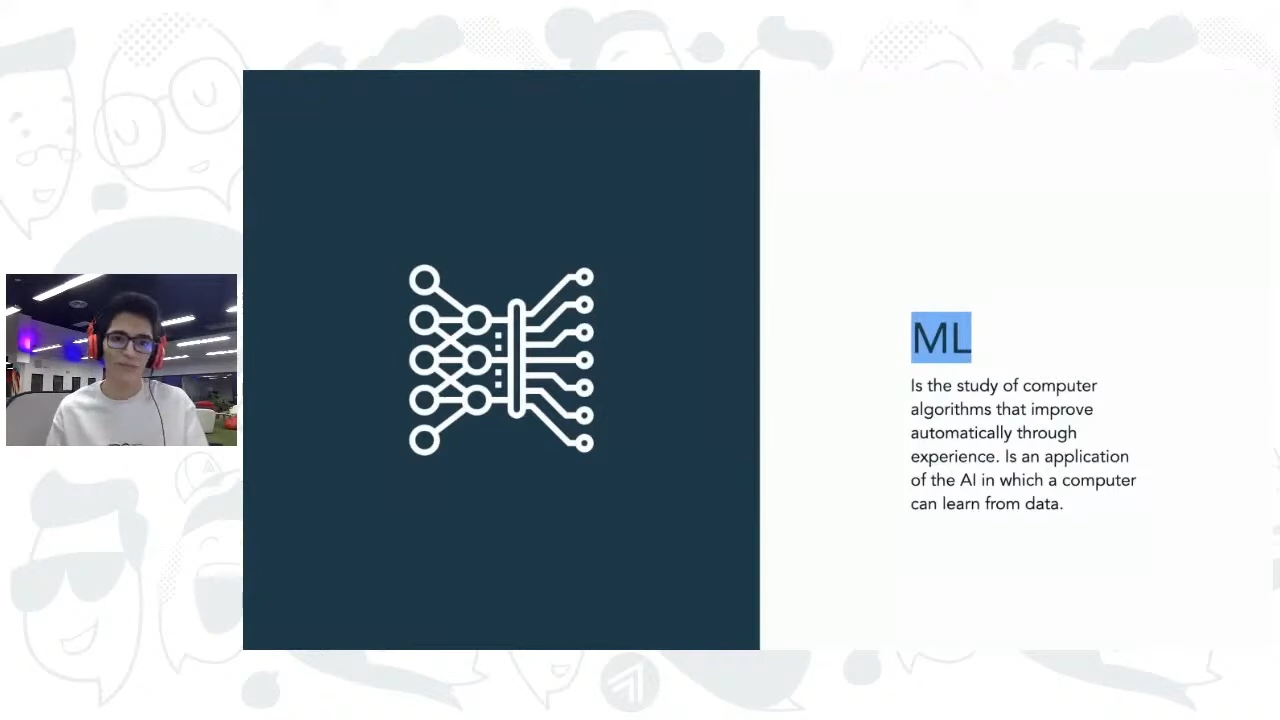 ML
Is the study of computer
algorithms that improve
automatically through
experience. Is an application
of the AI in which a computer
can learn from data.